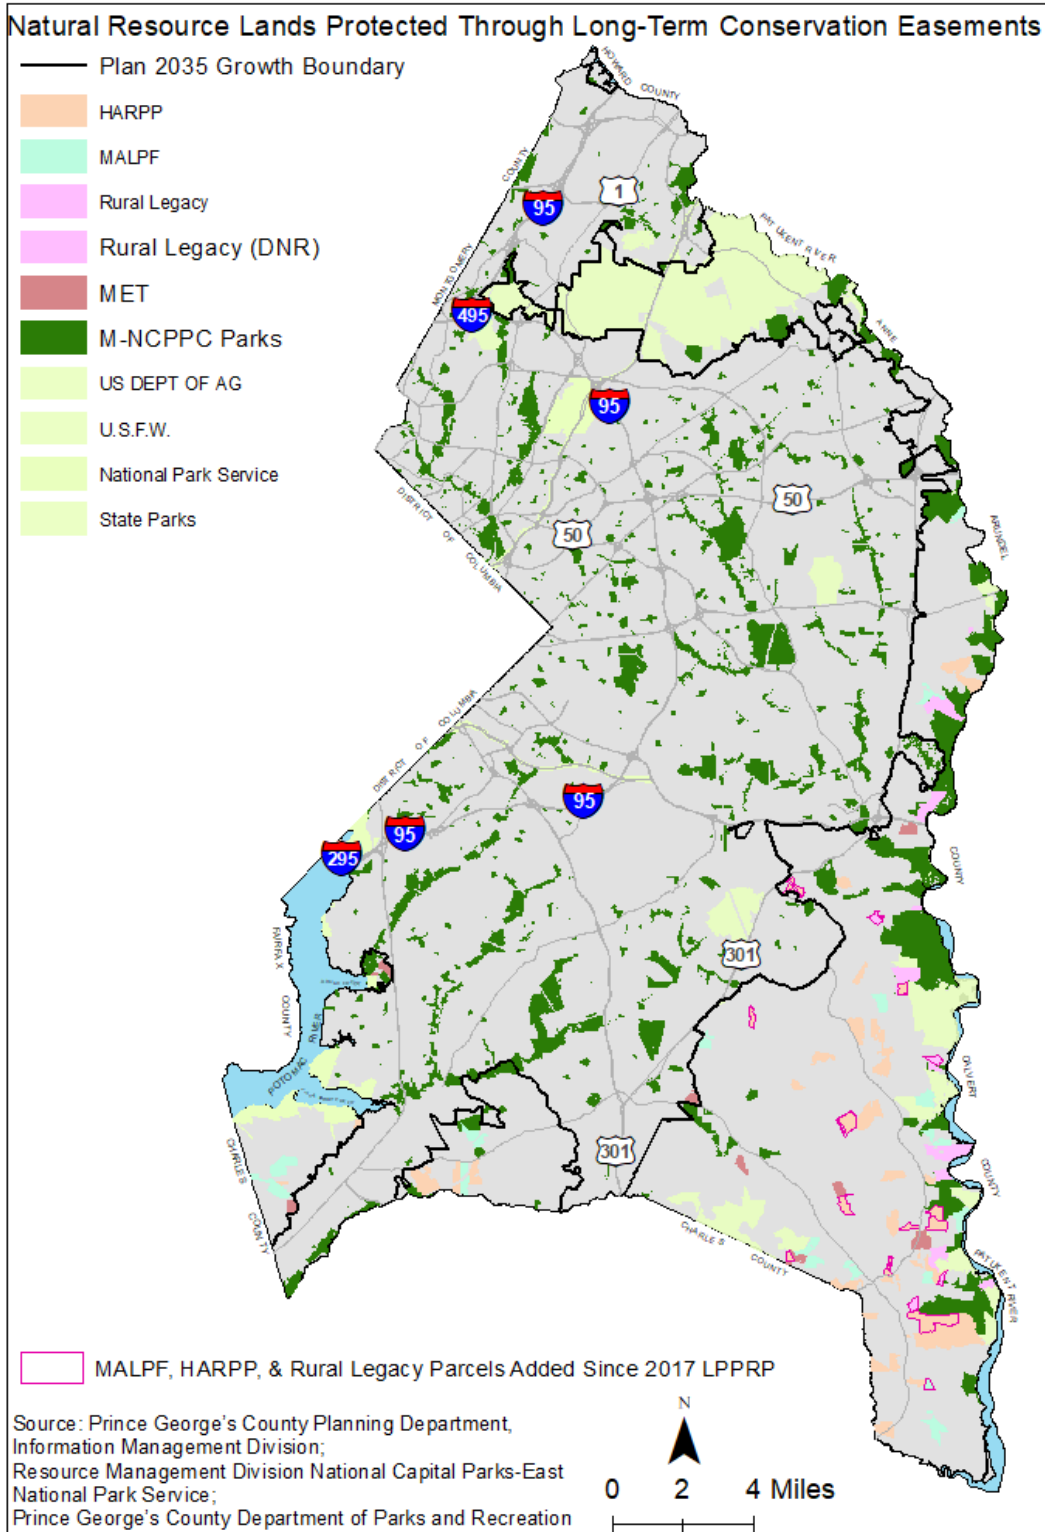 Natural Resource Lands Protected Through Long-Term Conservation Easements
Plan 2035 Growth Boundary
HARPP
MALPF
Rural Legacy
Rural Legacy (DNR)
MET
M-NCPPC Parks
US DEPT OF AG
U.S.F.W.
National Park Service
State Parks
HOWARD COUNTY
MONTGOMERY COUNTY
95
1
PATUXENT RIVER
495
ANNE
95
50
50
DISTRICT OF COLUMBIA
ARUNDEL
DISTRICT OF COLUMBIA
95
95
295
COUNTY
FAIRFAX COUNTY
301
POTOMAC RIVER
CALVERT
CHARLES COUNTY
301
COUNTY
CHARLES COUNTY
PATUXENT RIVER
MALPF, HARPP, & Rural Legacy Parcels Added Since 2017 LPPRP
Source: Prince George's County Planning Department,
Information Management Division;
Resource Management Division National Capital Parks-East
National Park Service;
Prince George's County Department of Parks and Recreation
N
0 2 4 Miles